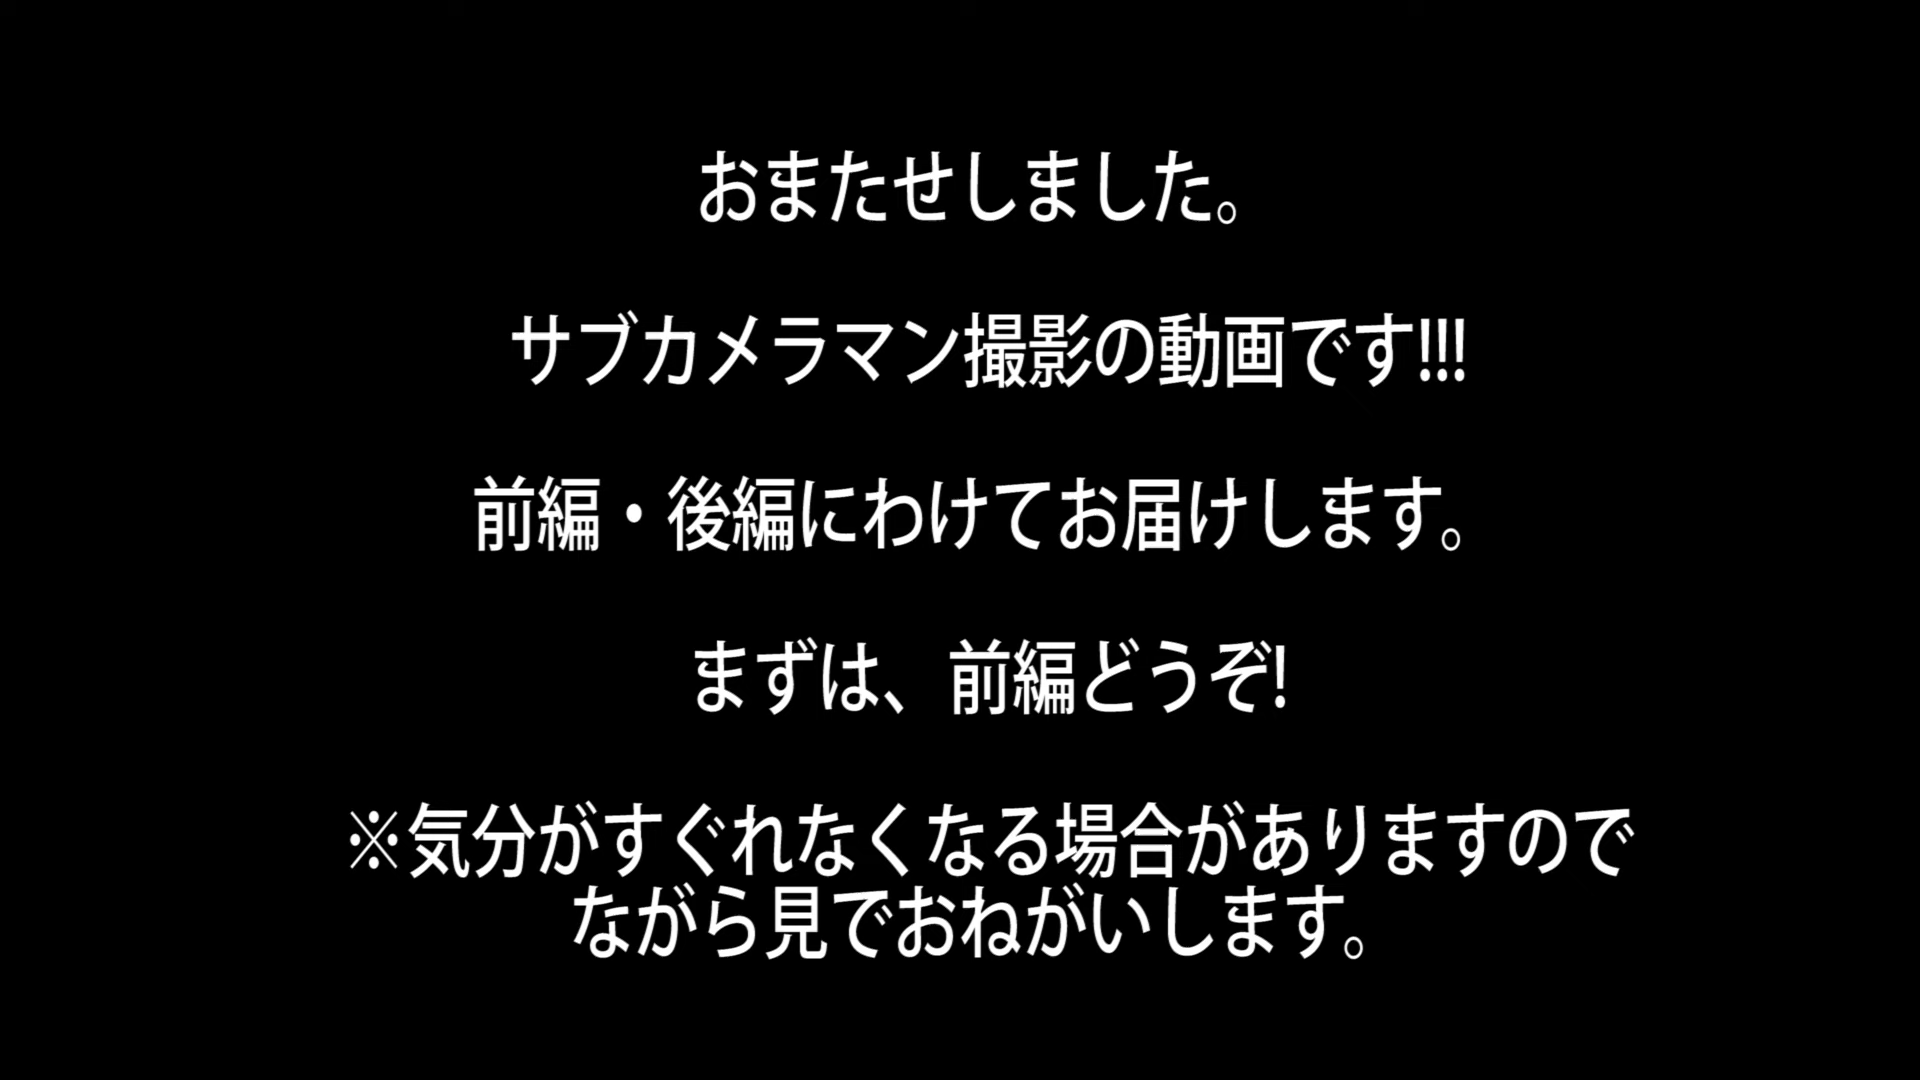 おまたせしました。
サブカメラマン撮影の動画です!!!
前編・後編にわけてお届けします。
まずは、前編どうぞ!
※気分がすぐれなくなる場合がありますので
ながら見でおねがいします。